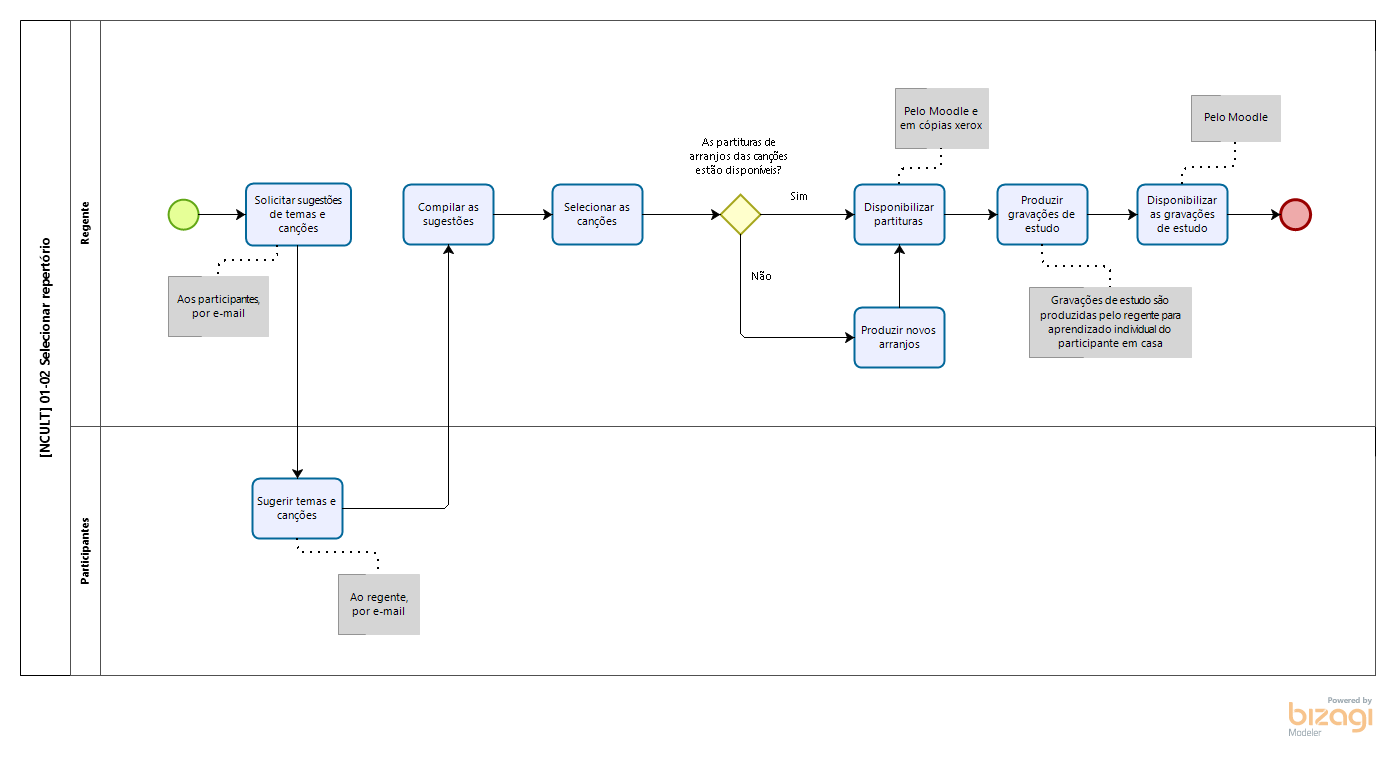 [NCULT] 01-02 Selecionar repertório
Regente
Solicitar sugestões
de temas e
canções
Aos participantes,
por e-mail
Compilar as
sugestões
Selecionar as
canções
As partituras de
arranjos das canções
estão disponíveis?
Sim
Não
Pelo Moodle e
em cópias xerox
Disponibilizar
partituras
Produzir novos
arranjos
Produzir
gravações de
estudo
Gravações de estudo são
produzidas pelo regente para
aprendizado individual do
participante em casa
Pelo Moodle
Disponibilizar
as gravações
de estudo
Participantes
Sugerir temas e
canções
Ao regente,
por e-mail
Powered by
bizagi
Modeler